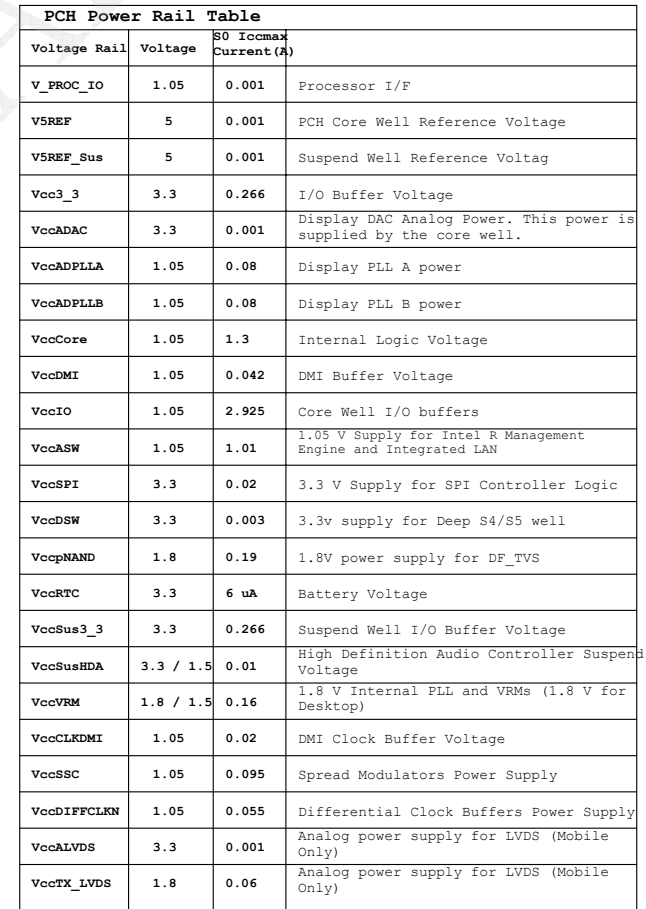 PCH Power Rail Table
Voltage Rail Voltage S0 Iccmax Current(A)
V_PROC_IO 1.05 0.001 Processor I/F
V5REF 5 0.001 PCH Core Well Reference Voltage
V5REF_Sus 5 0.001 Suspend Well Reference Voltag
Vcc3_3 3.3 0.266 I/O Buffer Voltage
VccADAC 3.3 0.001 Display DAC Analog Power. This power is
supplied by the core well.
VccADPLLA 1.05 0.08 Display PLL A power
VccADPLLB 1.05 0.08 Display PLL B power
VccCore 1.05 1.3 Internal Logic Voltage
VccDMI 1.05 0.042 DMI Buffer Voltage
VccIO 1.05 2.925 Core Well I/O buffers
VccASW 1.05 1.01 1.05 V Supply for Intel R Management
Engine and Integrated LAN
VccSPI 3.3 0.02 3.3 V Supply for SPI Controller Logic
VccDSW 3.3 0.003 3.3v supply for Deep S4/S5 well
VccpNAND 1.8 0.19 1.8V power supply for DF_TVS
VccRTC 3.3 6 uA Battery Voltage
VccSus3_3 3.3 0.266 Suspend Well I/O Buffer Voltage
VccSusHDA 3.3 / 1.5 0.01 High Definition Audio Controller Suspend
Voltage
VccVRM 1.8 / 1.5 0.16 1.8 V Internal PLL and VRMs (1.8 V for
Desktop)
VccCLKDMI 1.05 0.02 DMI Clock Buffer Voltage
VccSSC 1.05 0.095 Spread Modulators Power Supply
VccDIFFCLKN 1.05 0.055 Differential Clock Buffers Power Supply
VccALVDS 3.3 0.001 Analog power supply for LVDS (Mobile
Only)
VccTX_LVDS 1.8 0.06 Analog power supply for LVDS (Mobile
Only)